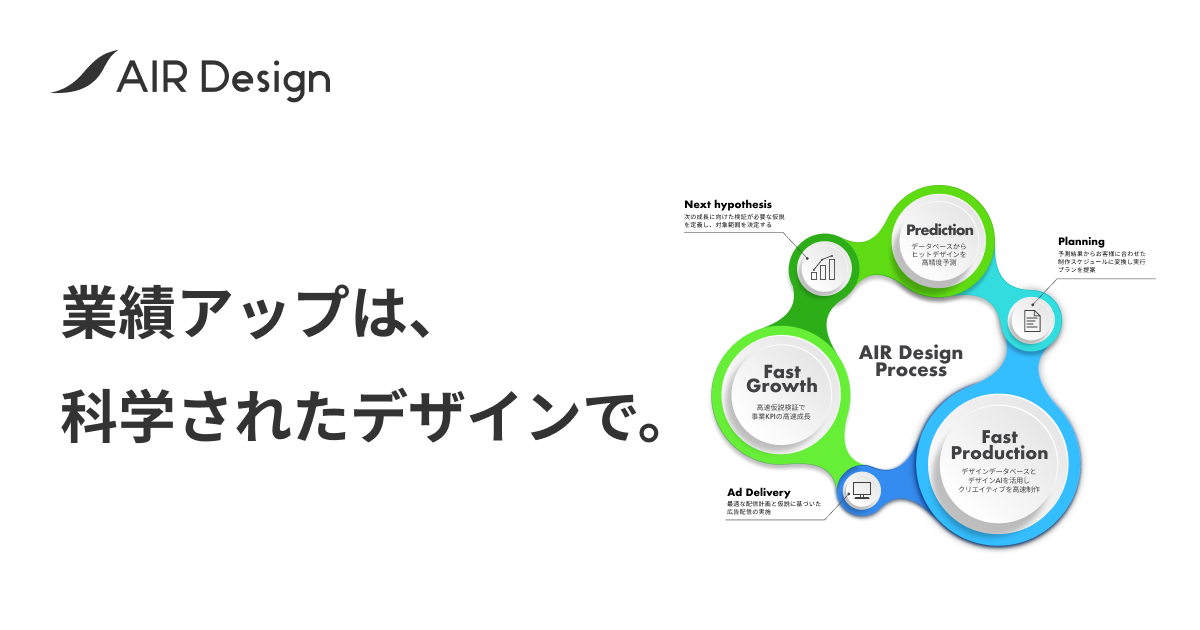 AIR Design
業績アップは、
科学されたデザインで。
Next hypothesis
次の成長に向けた検証が必要な仮説
を定義し、対象範囲を決定する
Prediction
データベースから
ヒットデザインを
高精度予測
Planning
予測結果からお客様に合わせた
制作スケジュールに変換し実行
プランを提案
AIR Design
Process
Fast
Growth
高速仮説検証で
事業KPIの高速成長
Fast
Production
デザインデータベースと
デザインAIを活用し
クリエイティブを高速制作
Ad Delivery
最適な配信計画と仮説に基づいた
広告配信の実施